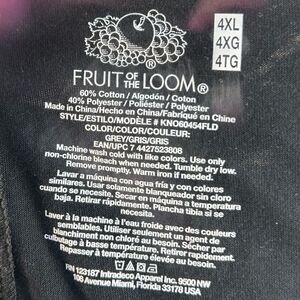 ®
FRUIT OF THE LOOM®
4XL
4XG
4TG
60% Cotton / Algodón / Coton
40% Polyester / Poliéster / Polyester
Made in China/Hecho en China/Fabriqué en China
STYLE/ESTILO/MODÈLE # KNO60454FLD
COLOR/COLOR/COULEUR:
GREY/GRIS/GRIS
EAN/UPC 7 4427523808
Machine wash cold with like colors. Use only
non-chlorine bleach when needed. Tumble dry low.
Remove promptly. Warm iron if needed.
Lavar a máquina con agua fría y con colores
similares. Usar solamente blanqueador sin cloro
cuando se necesite. Secar en máquina a temperatura
baja. Retirar rápidamente. Plancha tibia si se
necesita.
Laver à la machine à l'eau froide avec des couleurs
semblables. Utiliser seulement un agent de
blanchiment non chloré au besoin. Sécher par
culbutage à basse température. Retirer rapidement.
Repasser à température élevée au besoin.
RN 123187 Intradeco Apparel Inc. 9500 NW
108 Avenue Miami, Florida 33178 USA